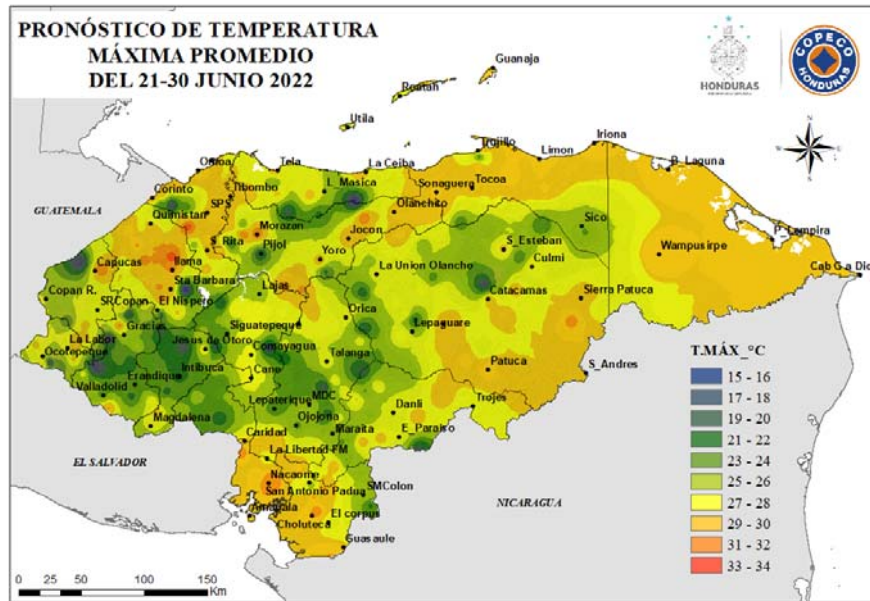 PRONÓSTICO DE TEMPERATURA
MÁXIMA PROMEDIO
DEL 21-30 JUNIO 2022
HONDURAS
COPECO
HONDURAS
Guanaja
Roatan
Utila
Trujillo
Limon
Iriona
Omoa
Tela
La Ceiba
B_Laguna
Corinto
Tibombo
L_Masica
Sonaguera
Tocoa
GUATEMALA
SPS
Olanchito
Quimistan
Morazan
Jocon
Sico
P_Lempira
S_Rita
Pijol
Yoro
S_Esteban
Wampusirpe
Capucas
Ilama
La Union Olancho
Culmi
Cab G a Dios
Sta Barbara
Copan R.
SRCopan
El Nispero
Lajas
Catacamas
Sierra Patuca
Gracias
Siguatepeque
Orica
Lepaguare
La Labor
Jesus de Otoro
Ocotepeque
Comayagua
Talanga
Erandique
Intibuca
Cane
Patuca
S_Andres
Valladolid
Lepaterique
MDC
Danli
Trojes
Magdalena
Ojojona
Maraita
E_Paraiso
Caridad
EL SALVADOR
La Libertad FM
Nacaome
San Antonio Padua
SMColon
NICARAGUA
Amapala
El corpus
Choluteca
Guasaule
T.MÁX_°C
15 - 16
17 - 18
19 - 20
21 - 22
23 - 24
25 - 26
27 - 28
29 - 30
31 - 32
33 - 34
0 25 50 100 150
Km